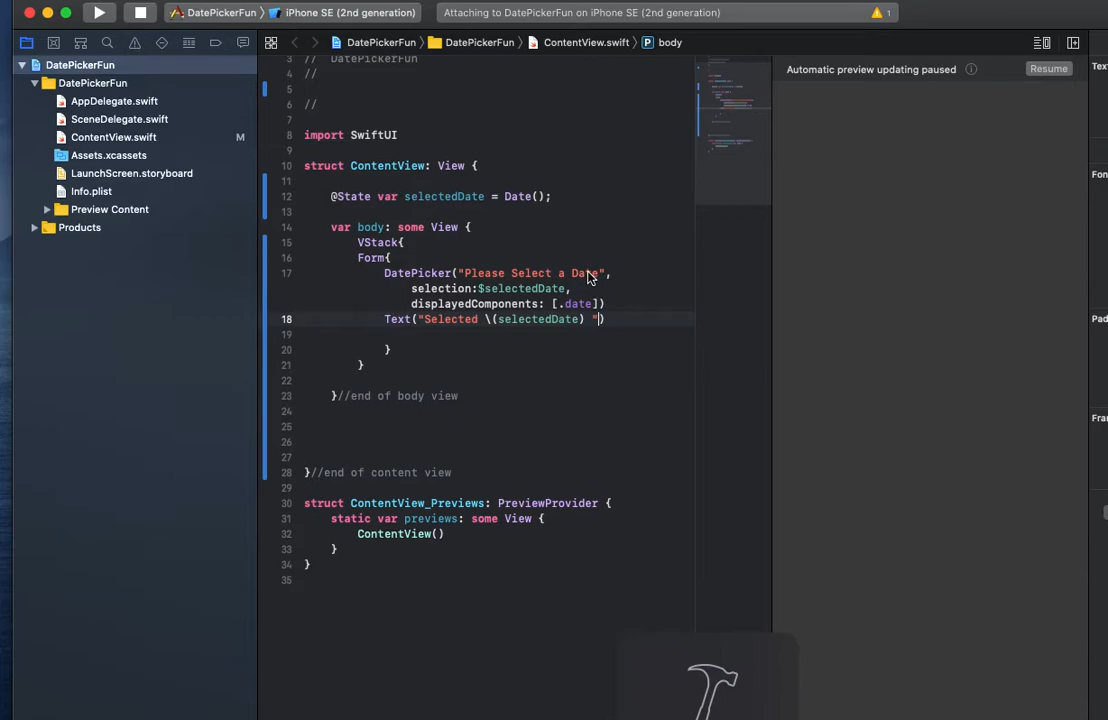 DatePickerFun iPhone SE (2nd generation) Attaching to DatePickerFun on iPhone SE (2nd generation) 1
DatePickerFun DatePickerFun ContentView.swift P body
DatePickerFun
DatePickerFun
AppDelegate.swift
SceneDelegate.swift
ContentView.swift M
Assets.xcassets
LaunchScreen.storyboard
Info.plist
Preview Content
Products
3 // DatePickerFun
4 //
5
6 //
7
8 import SwiftUI
9
10 struct ContentView: View {
11
12 @State var selectedDate = Date();
13
14 var body: some View {
15 VStack{
16 Form{
17 DatePicker("Please Select a Date",
selection:$selectedDate,
displayedComponents: [.date])
18 Text("Selected \(selectedDate) ")
19
20 }
21 }
22
23 }//end of body view
24
25
26
27
28 }//end of content view
29
30 struct ContentView_Previews: PreviewProvider {
31 static var previews: some View {
32 ContentView()
33 }
34 }
35
Automatic preview updating paused Resume
Text
Fon
Pad
Fra